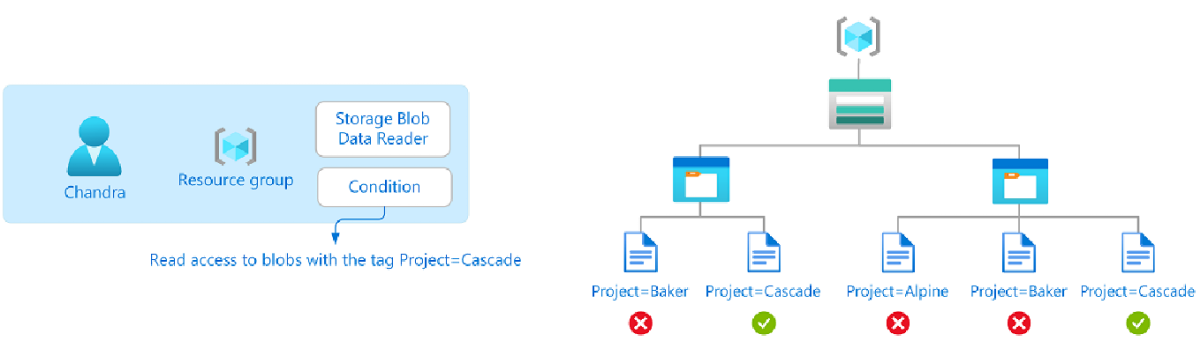 Storage Blob
Data Reader
Chandra
Resource group
Condition
Read access to blobs with the tag Project=Cascade
Project=Baker
Project=Cascade
Project=Alpine
Project=Baker
Project=Cascade